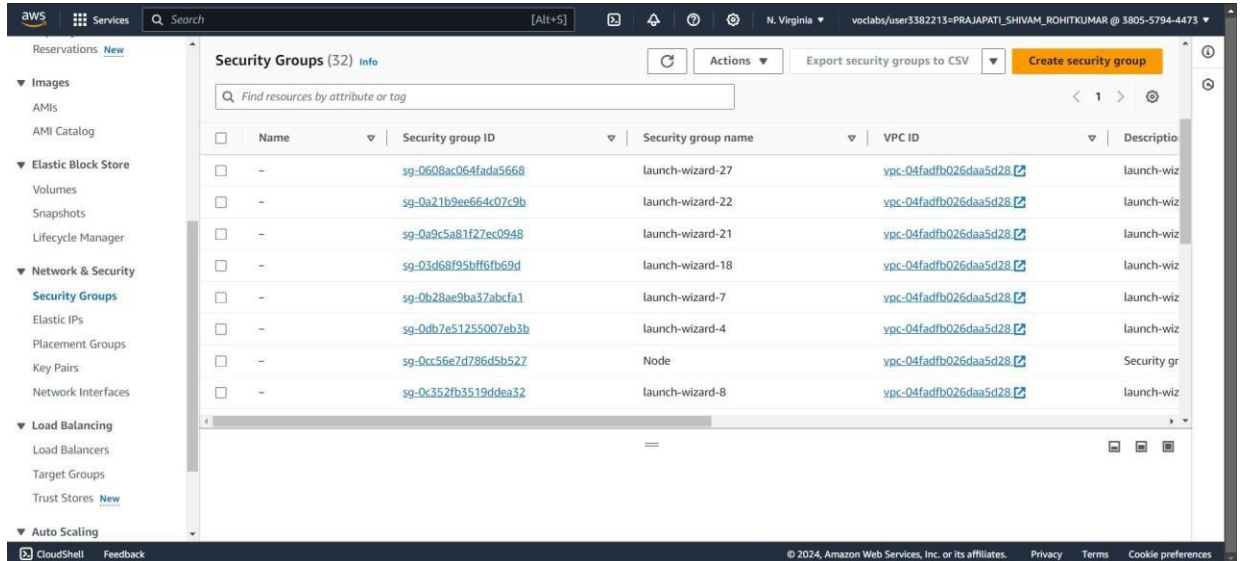 aws Services Search [Alt+S] N. Virginia voclabs/user3382213=PRAJAPATI_SHIVAM_ROHITKUMAR @ 3805-5794-4473
Reservations New
Images
AMIs
AMI Catalog
Elastic Block Store
Volumes
Snapshots
Lifecycle Manager
Network & Security
Security Groups
Elastic IPs
Placement Groups
Key Pairs
Network Interfaces
Load Balancing
Load Balancers
Target Groups
Trust Stores New
Auto Scaling
Security Groups (32) Info Actions Export security groups to CSV Create security group
Find resources by attribute or tag 1
Name Security group ID Security group name VPC ID Descriptio
– sg-0608ac064fada5668 launch-wizard-27 vpc-04fadfb026daa5d28 launch-wiz
– sg-0a21b9ee664c07c9b launch-wizard-22 vpc-04fadfb026daa5d28 launch-wiz
– sg-0a9c5a81f27ec0948 launch-wizard-21 vpc-04fadfb026daa5d28 launch-wiz
– sg-03d68f95bff6fb69d launch-wizard-18 vpc-04fadfb026daa5d28 launch-wiz
– sg-0b28ae9ba37abcfa1 launch-wizard-7 vpc-04fadfb026daa5d28 launch-wiz
– sg-0db7e51255007eb3b launch-wizard-4 vpc-04fadfb026daa5d28 launch-wiz
– sg-0cc56e7d786d5b527 Node vpc-04fadfb026daa5d28 Security gr
– sg-0c352fb3519ddea32 launch-wizard-8 vpc-04fadfb026daa5d28 launch-wiz
CloudShell Feedback © 2024, Amazon Web Services, Inc. or its affiliates. Privacy Terms Cookie preferences